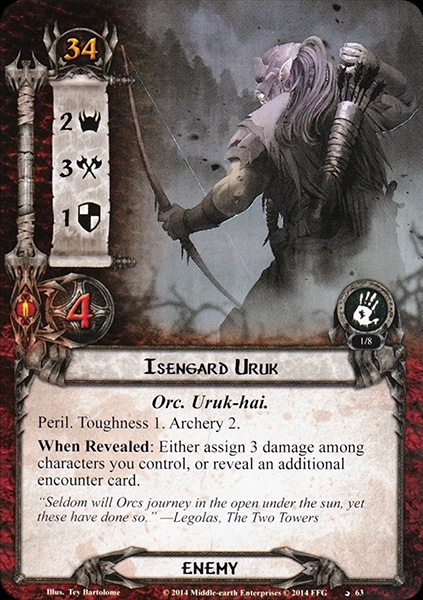 34
2
3
1
4
1/8
Isengard Uruk
Orc. Uruk-hai.
Peril. Toughness 1. Archery 2.
When Revealed: Either assign 3 damage among
characters you control, or reveal an additional
encounter card.
“Seldom will Orcs journey in the open under the sun, yet
these have done so.” —Legolas, The Two Towers
ENEMY
Illus. Tey Bartolome © 2014 Middle-earth Enterprises © 2014 FFG 63